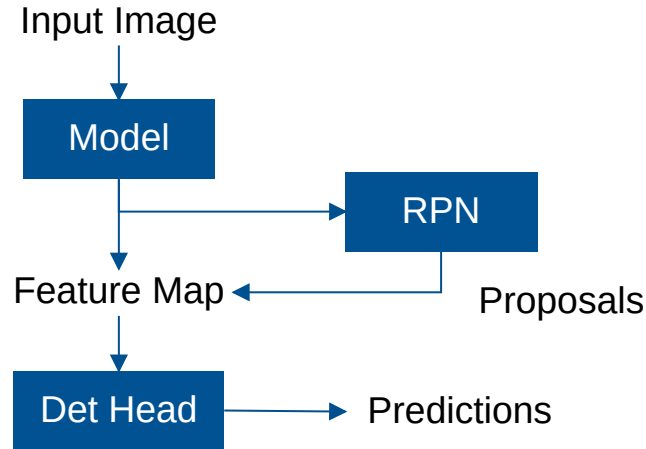 Input Image
Model
RPN
Feature Map
Proposals
Det Head
Predictions